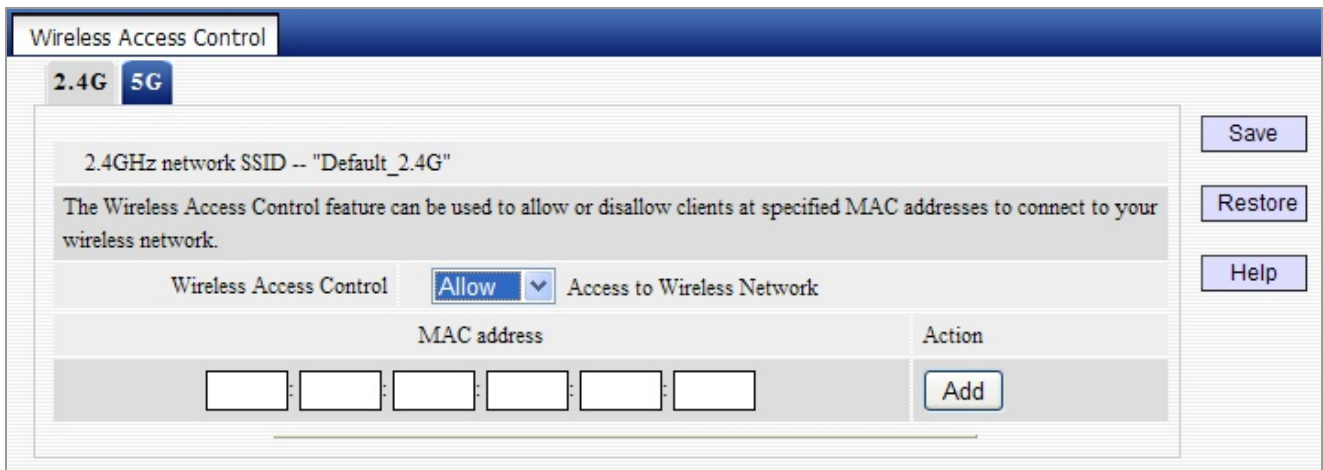 Wireless Access Control
2.4G 5G
Save
2.4GHz network SSID -- "Default_2.4G"
The Wireless Access Control feature can be used to allow or disallow clients at specified MAC addresses to connect to your
wireless network.
Restore
Wireless Access Control Allow Access to Wireless Network
Help
MAC address Action
: : : : : Add